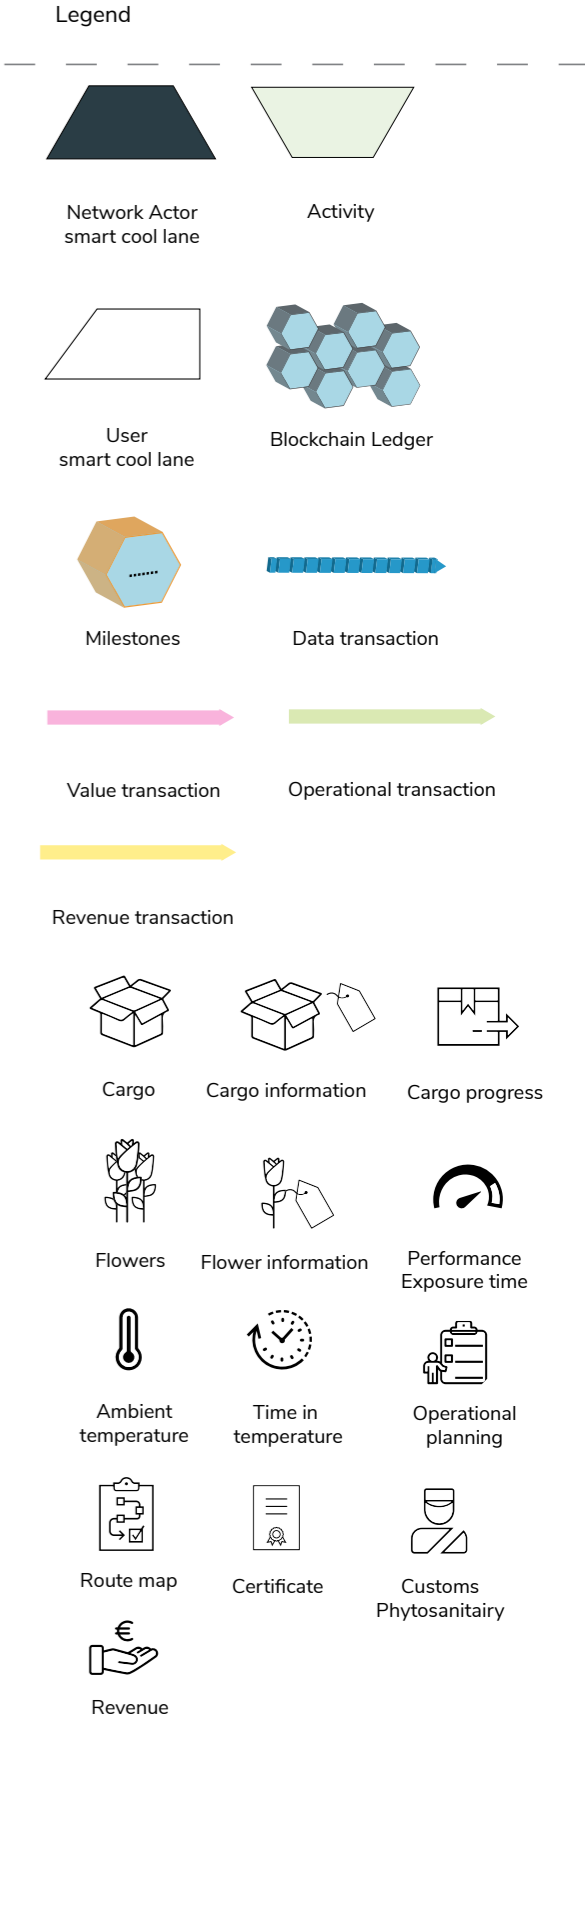 Legend
Network Actor
smart cool lane
Activity
User
smart cool lane
Blockchain Ledger
Milestones
Data transaction
Value transaction
Operational transaction
Revenue transaction
Cargo
Cargo information
Cargo progress
Flowers
Flower information
Performance
Exposure time
Ambient
temperature
Time in
temperature
Operational
planning
Route map
Certificate
Customs
Phytosanitairy
€
Revenue